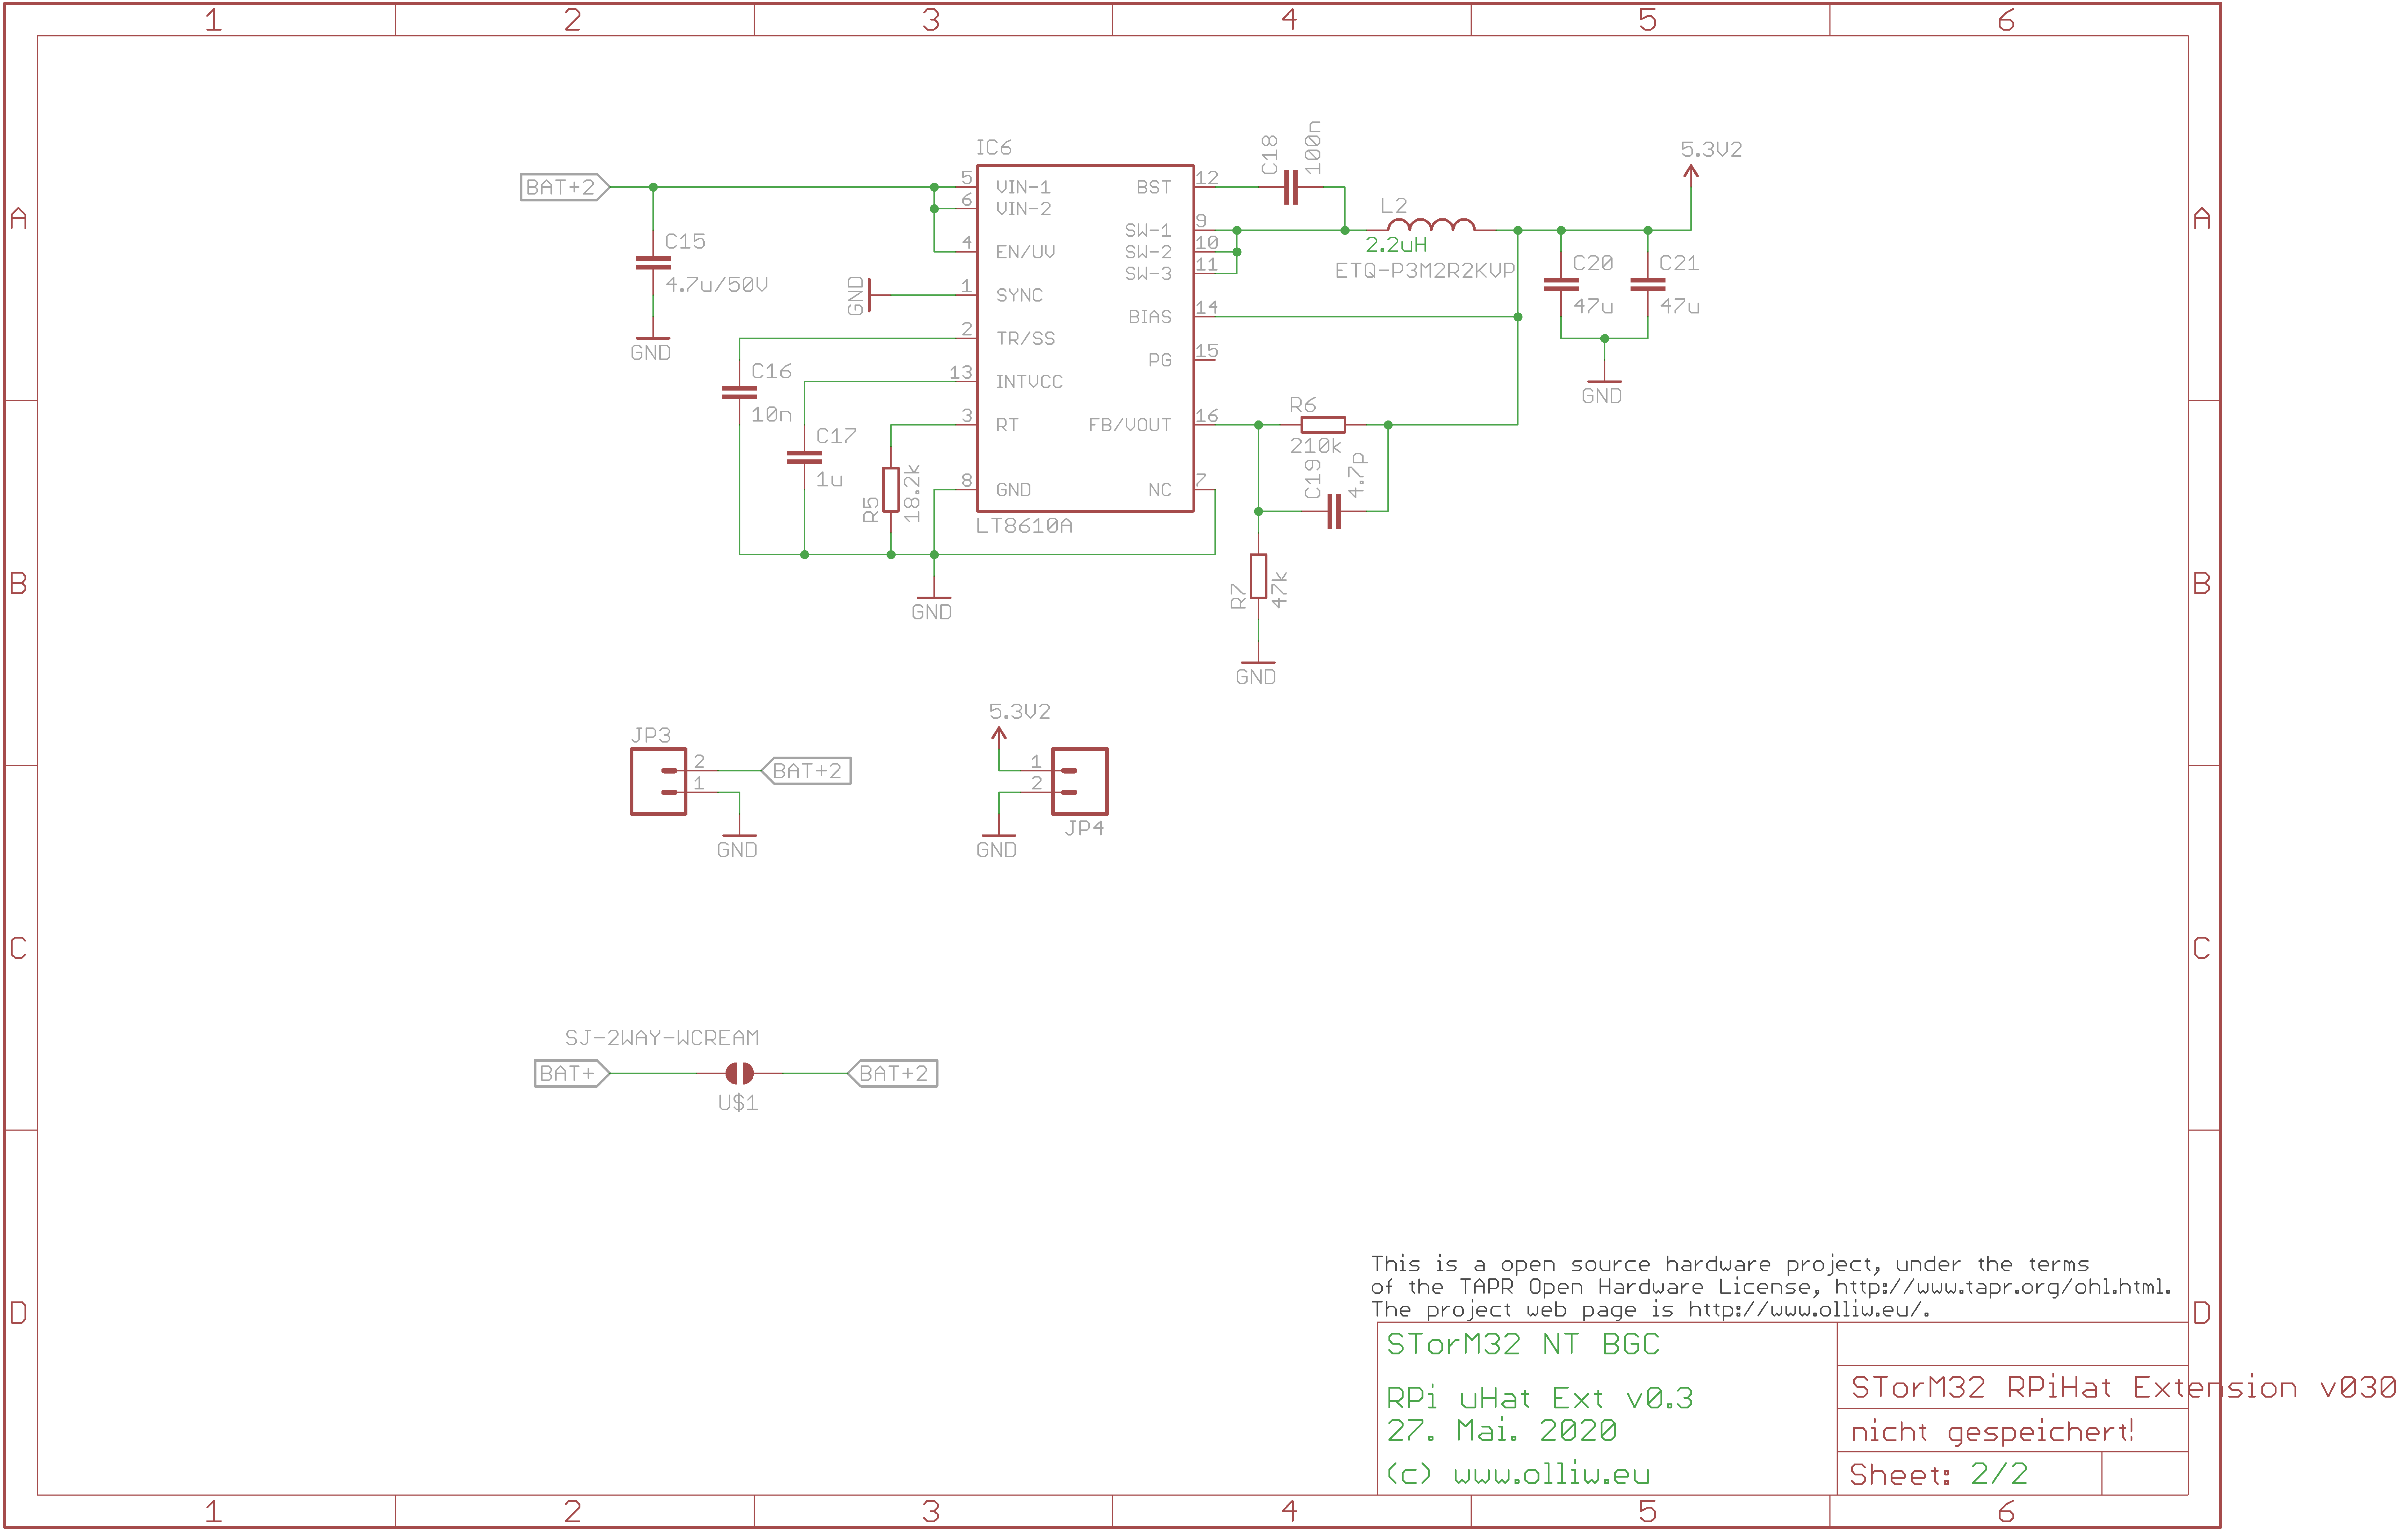 1 2 3 4 5 6
A A
B B
C C
D D
IC6
BAT+2
C15
4.7u/50V
GND
5 VIN-1
6 VIN-2
4 EN/UV
1 SYNC
2 TR/SS
13 INTVCC
3 RT
8 GND
BST 12
SW-1 9
SW-2 10
SW-3 11
BIAS 14
PG 15
FB/VOUT 16
NC 7
LT8610A
GND
C16
10n
C17
1u
R5
18.2k
GND
C18
100n
L2
2.2uH
ETQ-P3M2R2KVP
5.3V2
C20
47u
C21
47u
GND
R6
210k
C19
4.7p
R7
47k
GND
JP3
2
1
BAT+2
GND
5.3V2
1
2
JP4
GND
SJ-2WAY-WCREAM
BAT+
BAT+2
U$1
This is a open source hardware project, under the terms
of the TAPR Open Hardware License, http://www.tapr.org/ohl.html.
The project web page is http://www.olliw.eu/.
STorM32 NT BGC
RPi uHat Ext v0.3
27. Mai. 2020
(c) www.olliw.eu
STorM32 RPiHat Extension v030
nicht gespeichert!
Sheet: 2/2
1 2 3 4 5 6